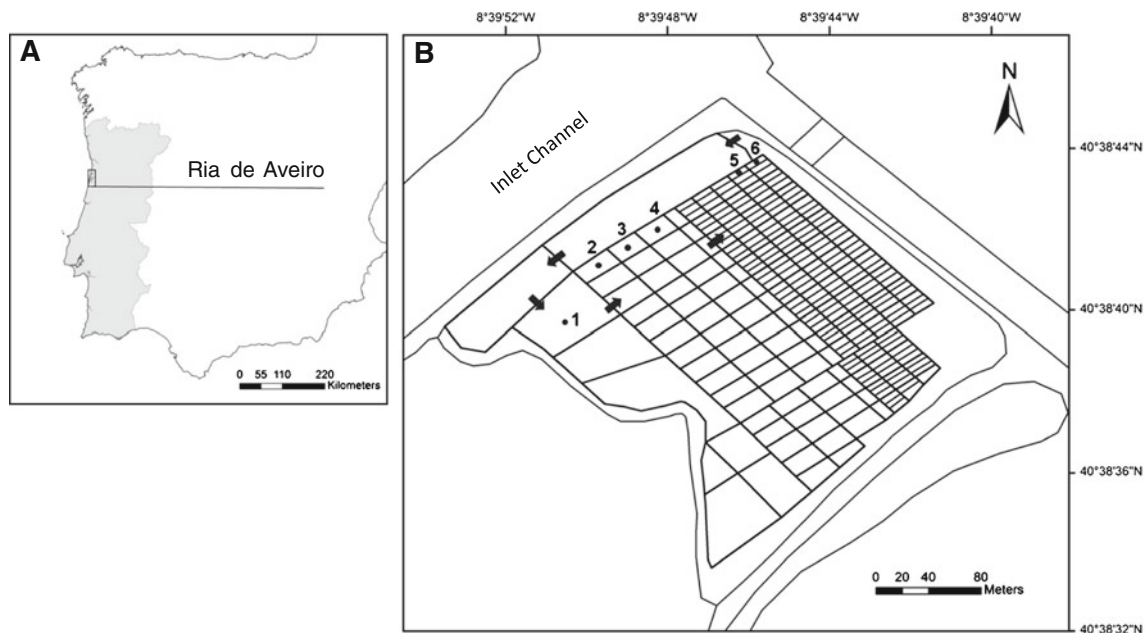 A
Ria de Aveiro
0 55 110 220
Kilometers
8°39'52"W 8°39'48"W 8°39'44"W 8°39'40"W
B
N
Inlet Channel
40°38'44"N
40°38'40"N
40°38'36"N
40°38'32"N
6
5
4
3
2
1
0 20 40 80
Meters